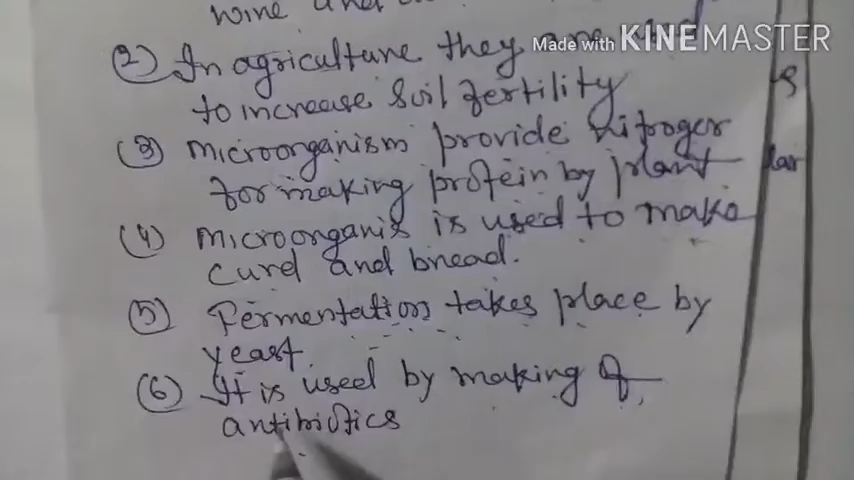 wine and
(2) In agriculture they are used
to increase soil fertility
(3) microorganism provide Nitrogen
for making protein by plant
(4) microorganis is used to make
curd and bread.
(5) Fermentation takes place by
yeast.
(6) It is used by making of
antibiotics
Made with KINEMASTER